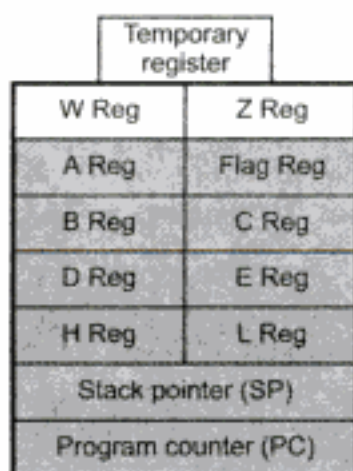 Temporary
register
W Reg Z Reg
A Reg Flag Reg
B Reg C Reg
D Reg E Reg
H Reg L Reg
Stack pointer (SP)
Program counter (PC)